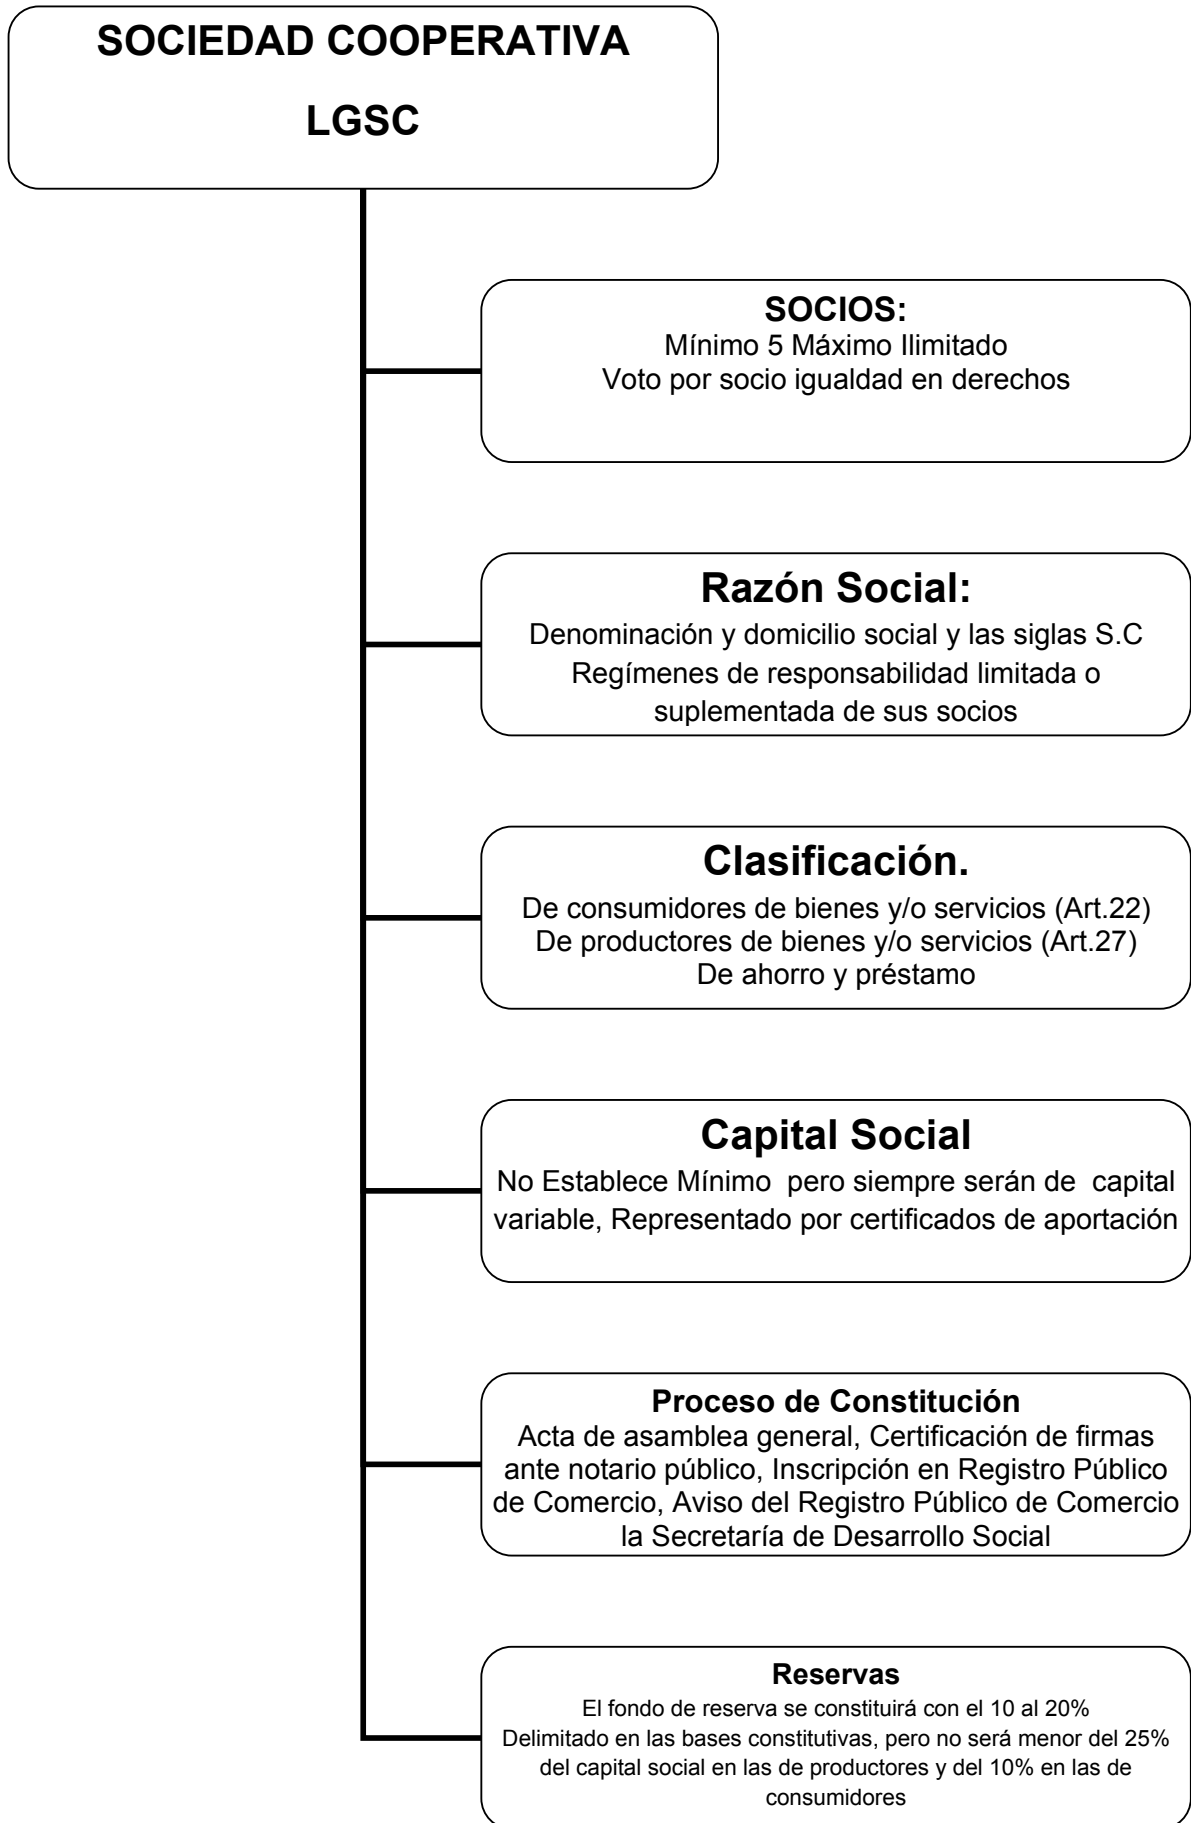 SOCIEDAD COOPERATIVA
LGSC
SOCIOS:
Mínimo 5 Máximo Ilimitado
Voto por socio igualdad en derechos
Razón Social:
Denominación y domicilio social y las siglas S.C
Regímenes de responsabilidad limitada o
suplementada de sus socios
Clasificación.
De consumidores de bienes y/o servicios (Art.22)
De productores de bienes y/o servicios (Art.27)
De ahorro y préstamo
Capital Social
No Establece Mínimo  pero siempre serán de  capital
variable, Representado por certificados de aportación
Proceso de Constitución
Acta de asamblea general, Certificación de firmas
ante notario público, Inscripción en Registro Público
de Comercio, Aviso del Registro Público de Comercio
la Secretaría de Desarrollo Social
Reservas
El fondo de reserva se constituirá con el 10 al 20%
Delimitado en las bases constitutivas, pero no será menor del 25%
del capital social en las de productores y del 10% en las de
consumidores